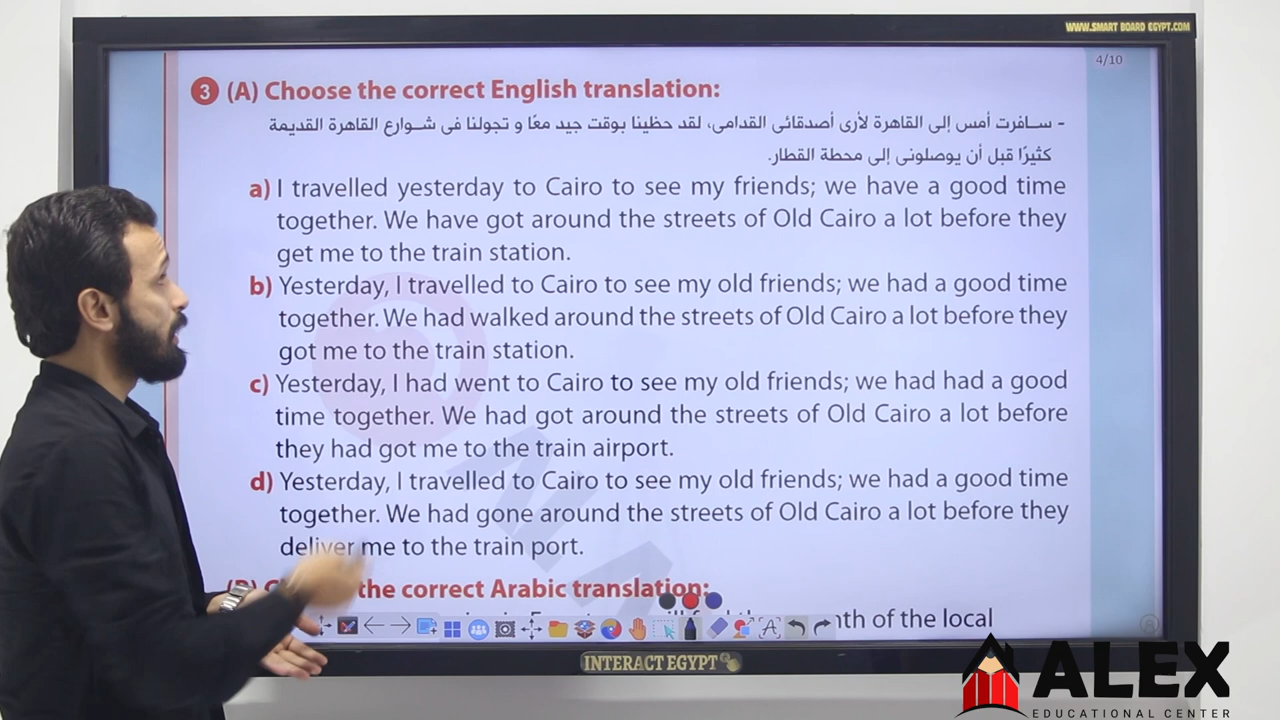 WWW.SMART BOARD EGYPT.COM
4/10
3 (A) Choose the correct English translation:
- سافرت أمس إلى القاهرة لأرى أصدقائى القدامى، لقد حظينا بوقت جيد معًا و تجولنا فى شوارع القاهرة القديمة
كثيرًا قبل أن يوصلونى إلى محطة القطار.
a) I travelled yesterday to Cairo to see my friends; we have a good time
together. We have got around the streets of Old Cairo a lot before they
get me to the train station.
b) Yesterday, I travelled to Cairo to see my old friends; we had a good time
together. We had walked around the streets of Old Cairo a lot before they
got me to the train station.
c) Yesterday, I had went to Cairo to see my old friends; we had had a good
time together. We had got around the streets of Old Cairo a lot before
they had got me to the train airport.
d) Yesterday, I travelled to Cairo to see my old friends; we had a good time
together. We had gone around the streets of Old Cairo a lot before they
deliver me to the train port.
the correct Arabic translation:
of the local
INTERACT EGYPT
ALEX
EDUCATIONAL CENTER